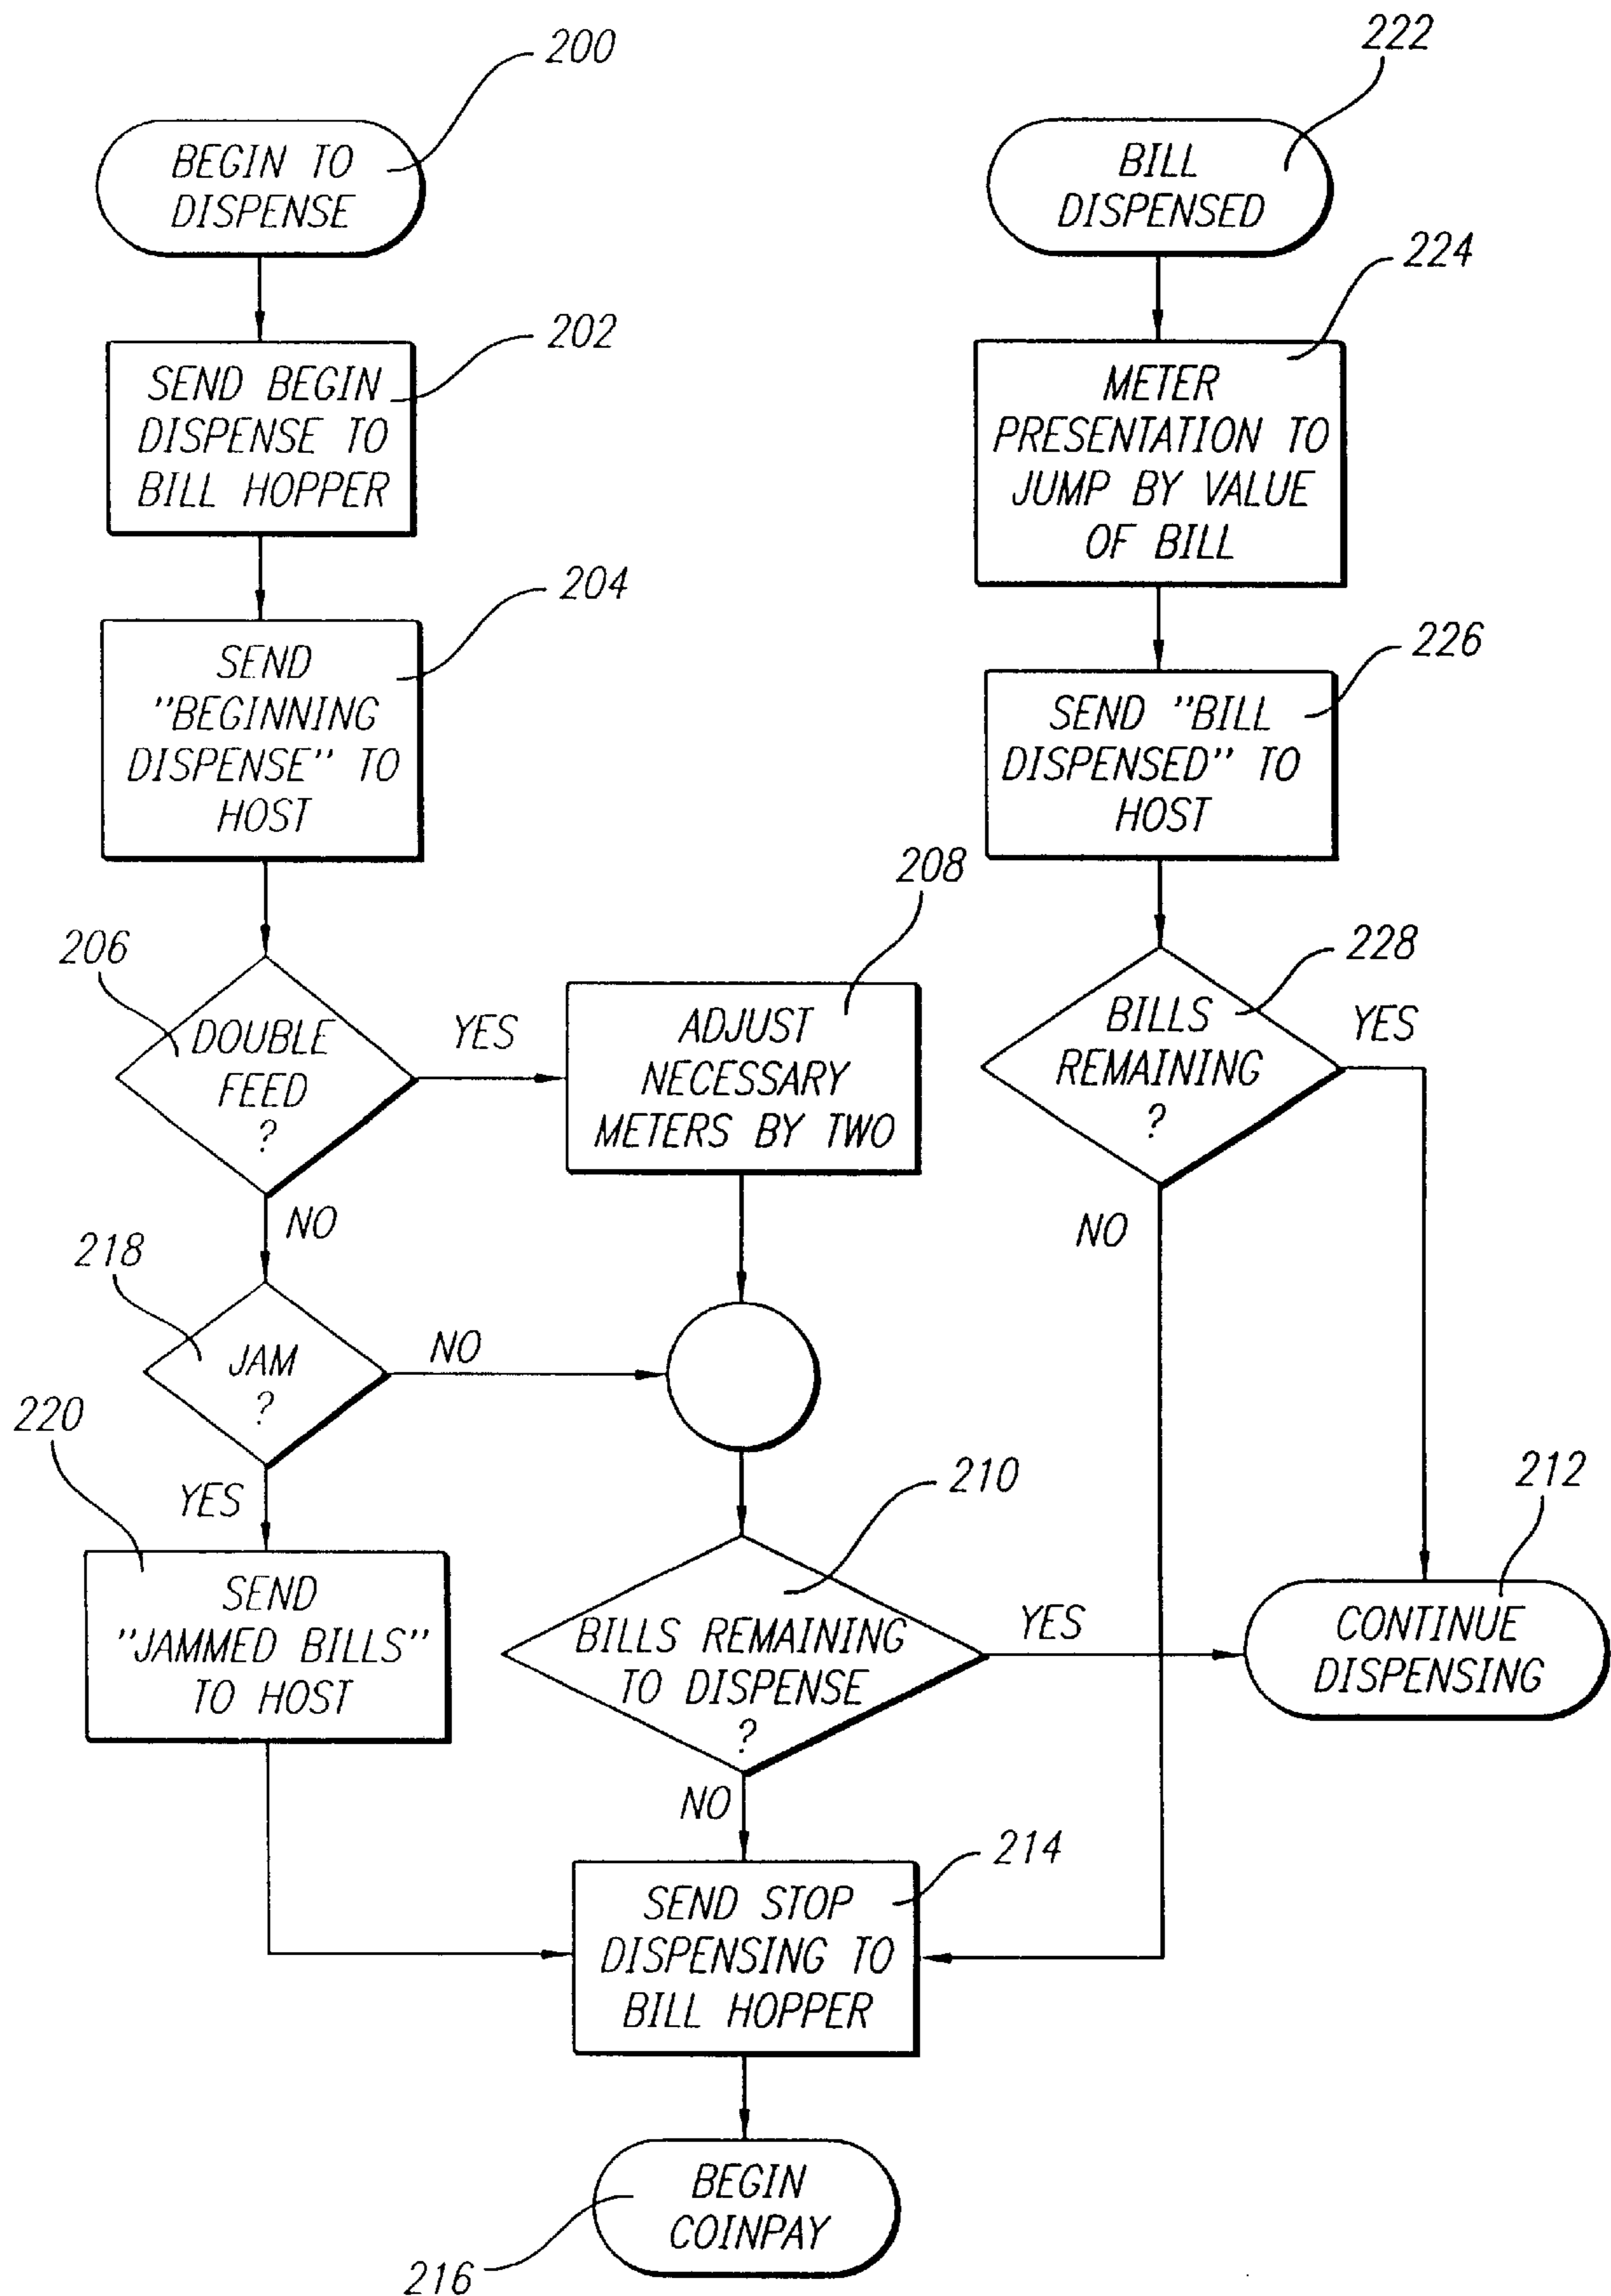 200
BEGIN TO
DISPENSE
202
SEND BEGIN
DISPENSE TO
BILL HOPPER
204
SEND
"BEGINNING
DISPENSE" TO
HOST
206
DOUBLE
FEED
?
YES
NO
208
ADJUST
NECESSARY
METERS BY TWO
218
JAM
?
NO
YES
220
SEND
"JAMMED BILLS"
TO HOST
210
BILLS REMAINING
TO DISPENSE
?
YES
NO
214
SEND STOP
DISPENSING TO
BILL HOPPER
BEGIN
COINPAY
216
222
BILL
DISPENSED
224
METER
PRESENTATION TO
JUMP BY VALUE
OF BILL
226
SEND "BILL
DISPENSED" TO
HOST
228
BILLS
REMAINING
?
YES
NO
212
CONTINUE
DISPENSING